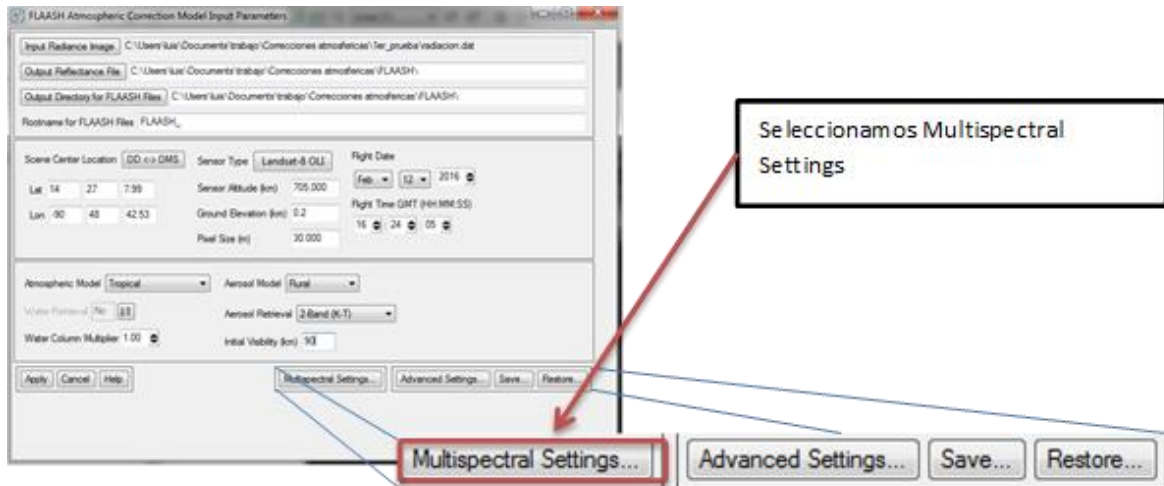 FLAASH Atmospheric Correction Model Input Parameters
Input Radiance Image C:\Users\luis\Documents\trabajo\Correcciones atmosfericas\1er_prueba\radiacion.dat
Output Reflectance File C:\Users\luis\Documents\trabajo\Correcciones atmosfericas\FLAASH\
Output Directory for FLAASH Files C:\Users\luis\Documents\trabajo\Correcciones atmosfericas\FLAASH\
Rootname for FLAASH Files FLAASH_
Scene Center Location DD <-> DMS
Lat 14 27 7.99
Lon -90 48 42.53
Sensor Type Landsat-8 OLI
Sensor Altitude (km) 705.000
Ground Elevation (km) 0.2
Pixel Size (m) 30.000
Flight Date
Feb 12 2016
Flight Time GMT (HH:MM:SS)
16 24 05
Atmospheric Model Tropical
Water Retrieval No
Water Column Multiplier 1.00
Aerosol Model Rural
Aerosol Retrieval 2-Band (K-T)
Initial Visibility (km)
Apply Cancel Help Multispectral Settings... Advanced Settings... Save... Restore...
Seleccionamos Multispectral
Settings
Multispectral Settings... Advanced Settings... Save... Restore...